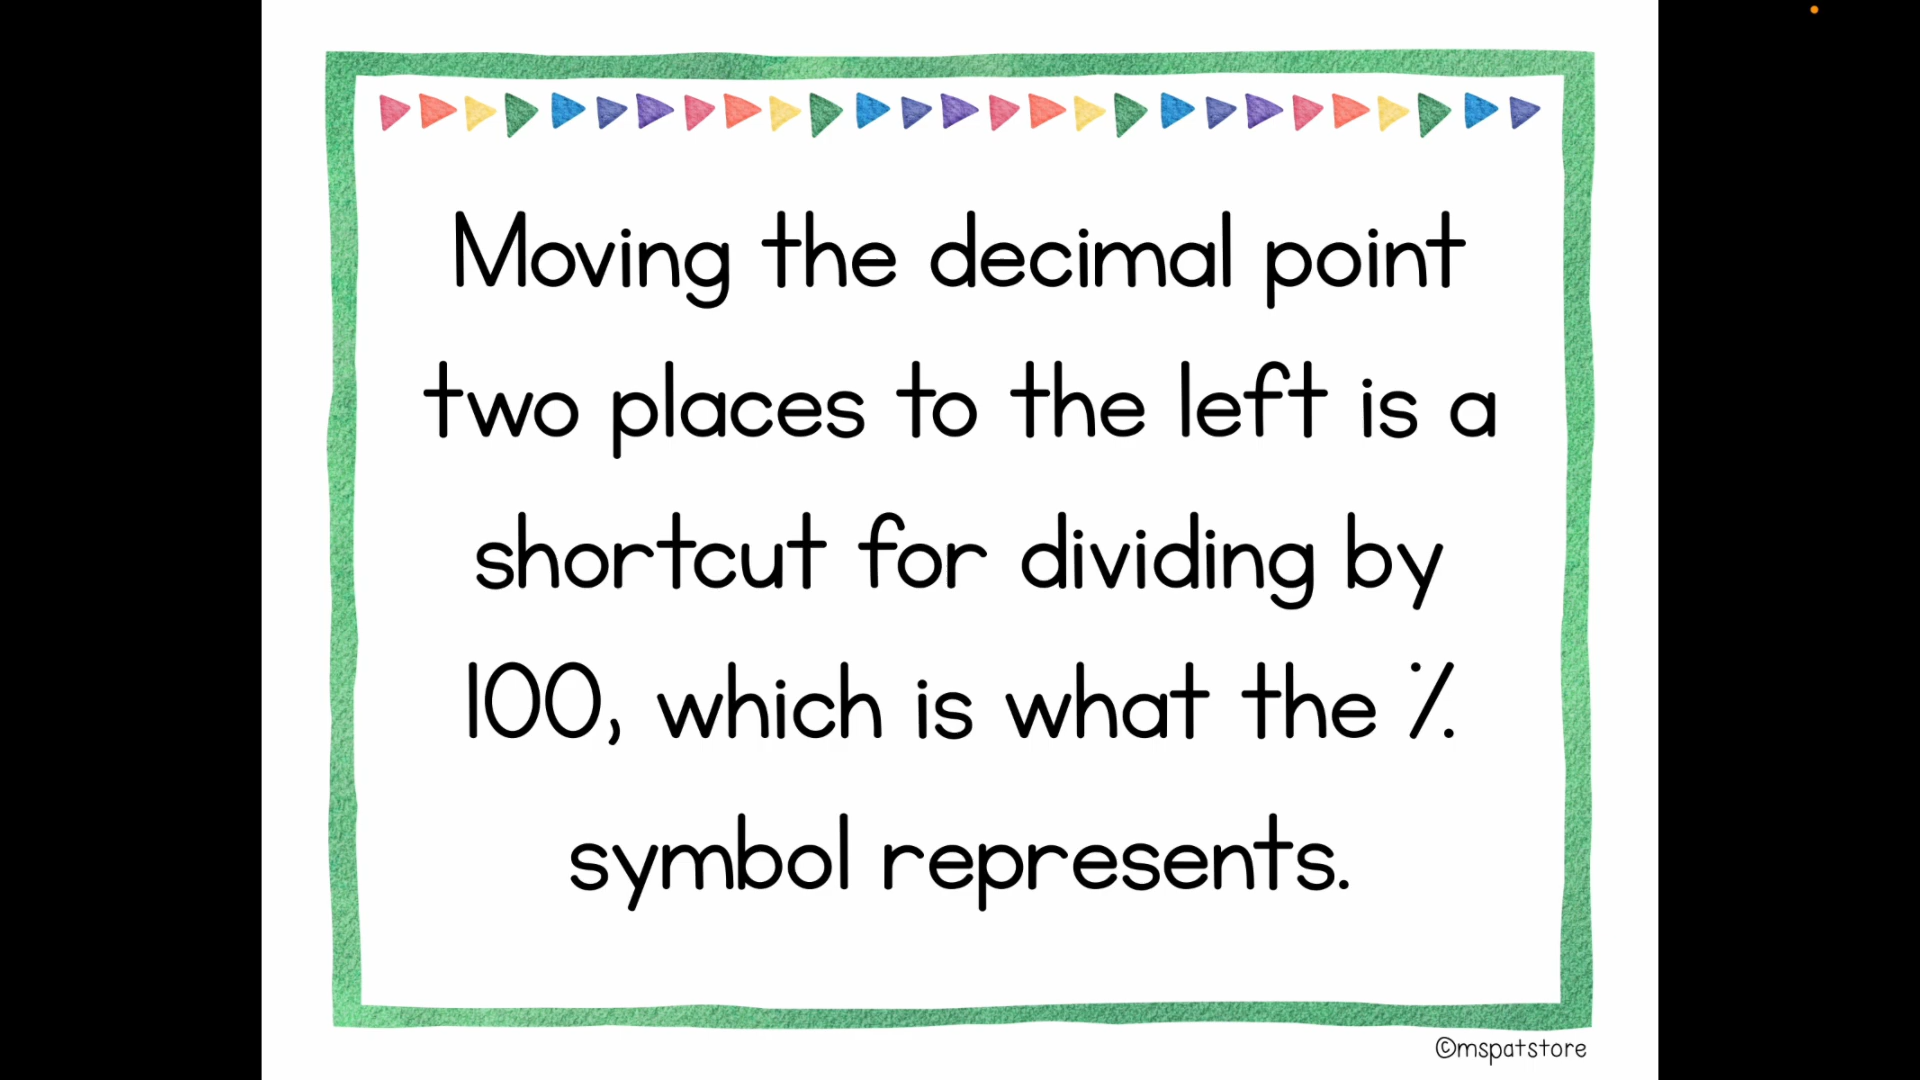 Moving the decimal point
two places to the left is a
shortcut for dividing by
100, which is what the %
symbol represents.
©mspatstore